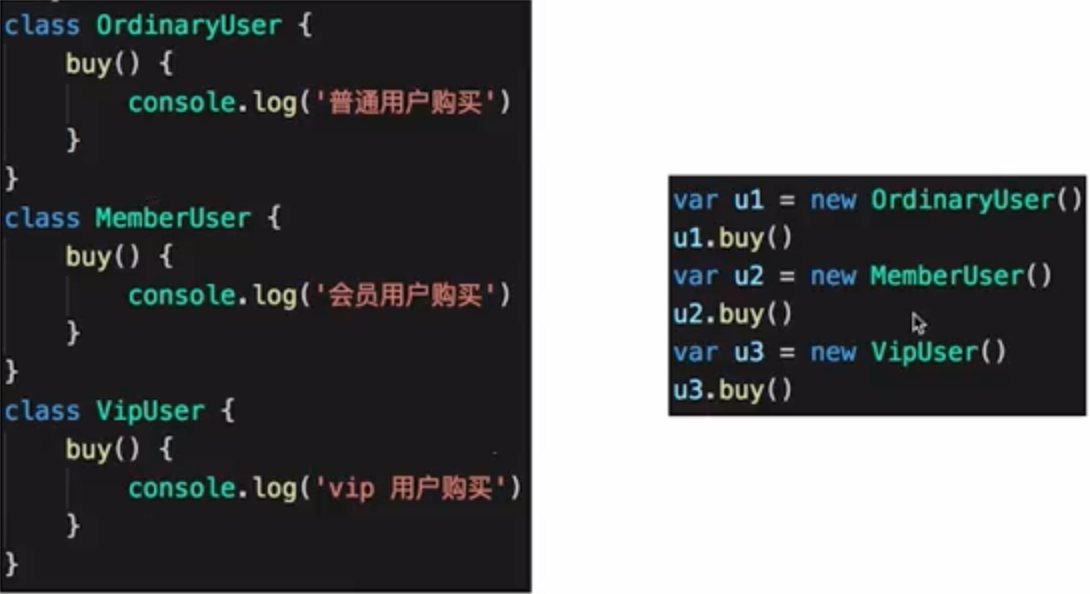 class OrdinaryUser {
    buy() {
        console.log('普通用户购买')
    }
}
class MemberUser {
    buy() {
        console.log('会员用户购买')
    }
}
class VipUser {
    buy() {
        console.log('vip 用户购买')
    }
}
var u1 = new OrdinaryUser()
u1.buy()
var u2 = new MemberUser()
u2.buy()
var u3 = new VipUser()
u3.buy()